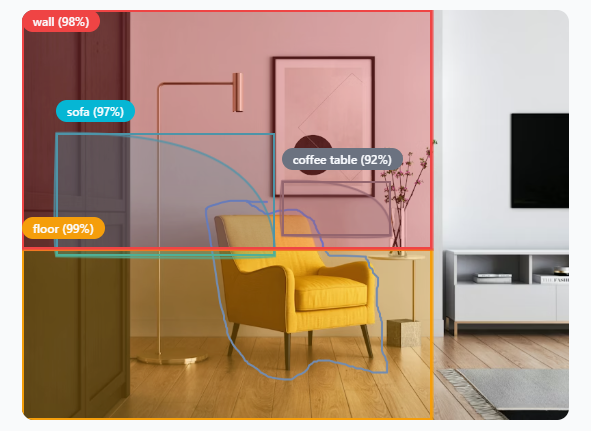 wall (98%)
sofa (97%)
coffee table (92%)
floor (99%)